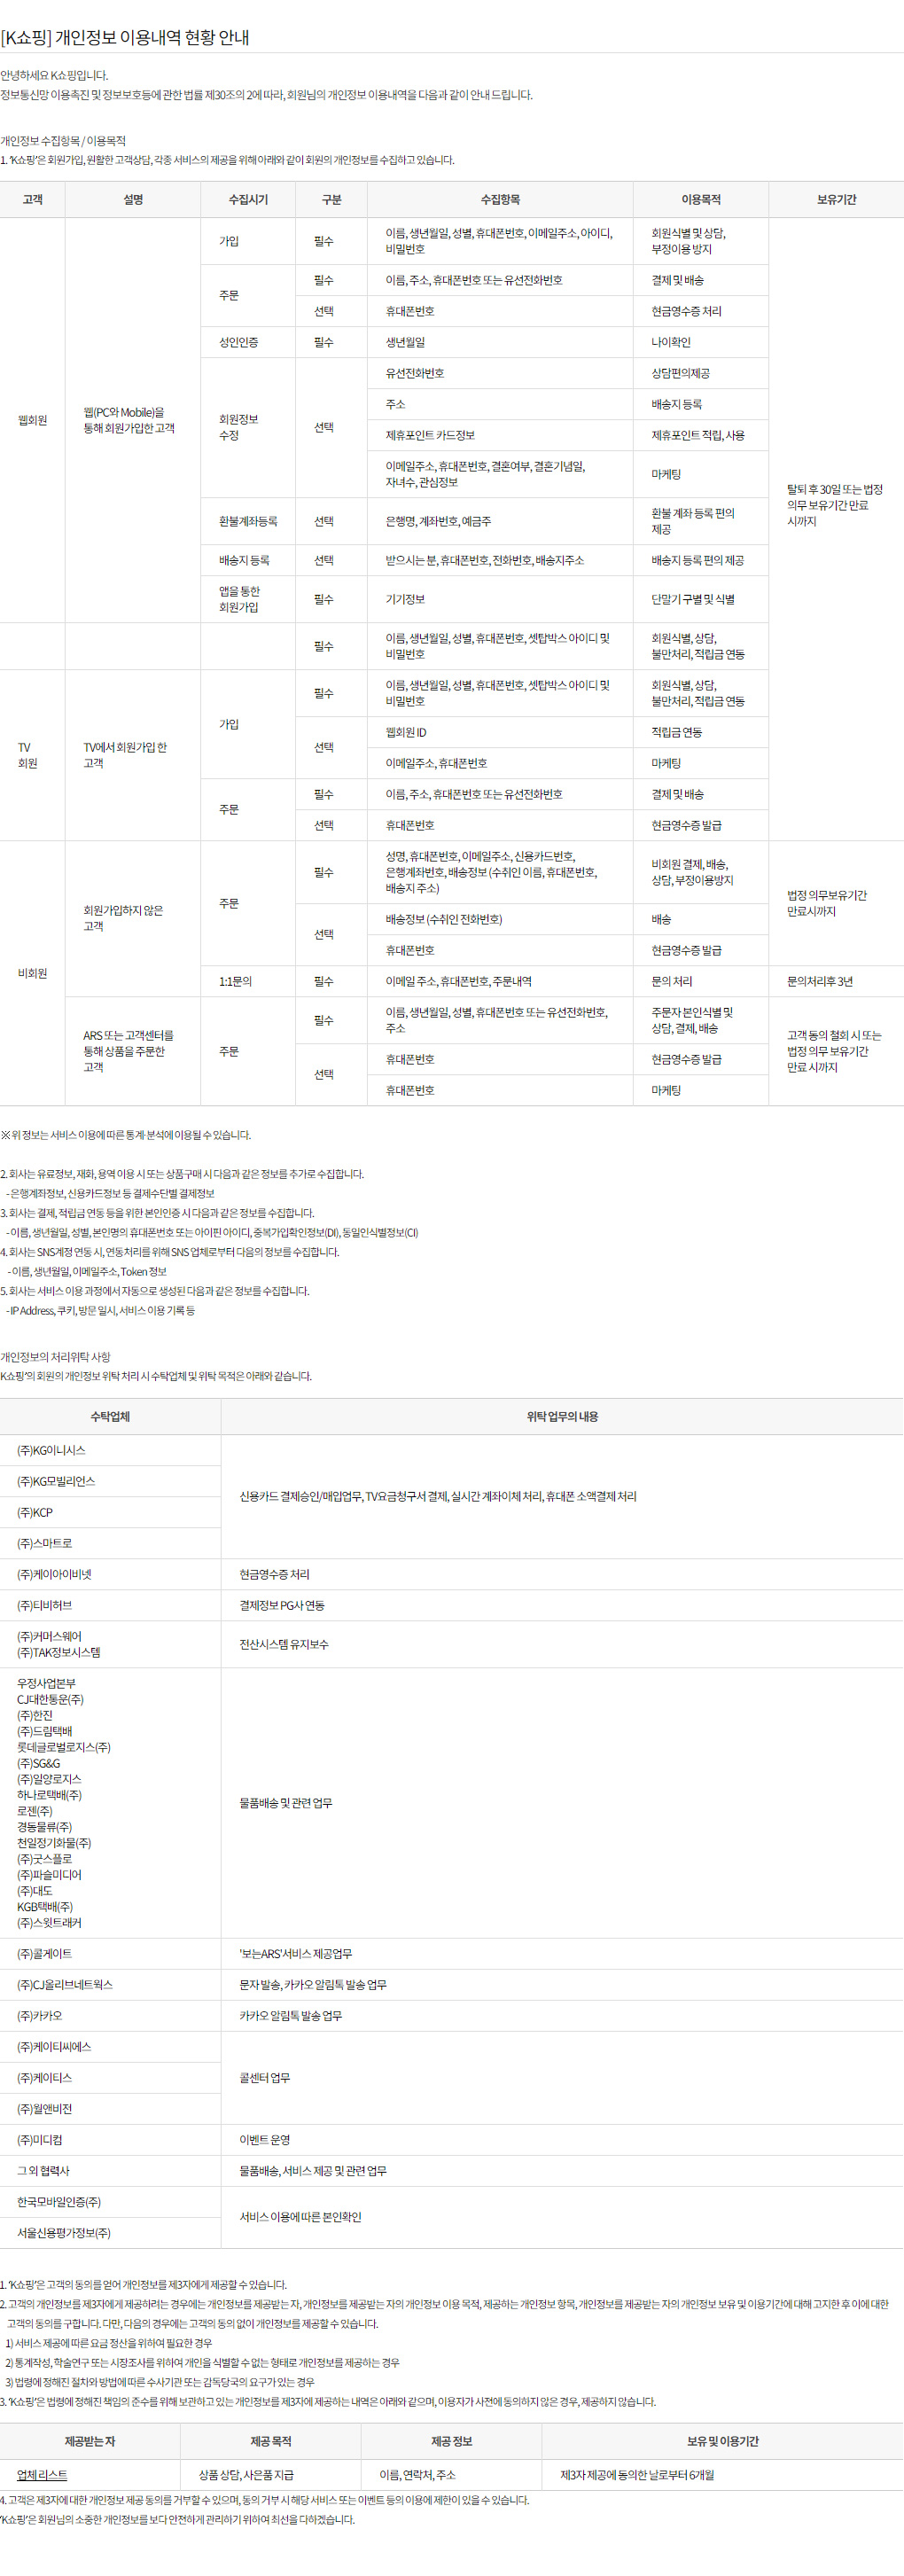 [K쇼핑] 개인정보 이용내역 현황 안내
안녕하세요 K쇼핑입니다.
정보통신망 이용촉진 및 정보보호등에 관한 법률 제30조의 2에 따라, 회원님의 개인정보 이용내역을 다음과 같이 안내 드립니다.
개인정보 수집항목 / 이용목적
1. ‘K쇼핑’은 회원가입, 원활한 고객상담, 각종 서비스의 제공을 위해 아래와 같이 회원의 개인정보를 수집하고 있습니다.
고객 설명 수집시기 구분 수집항목 이용목적 보유기간
웹회원
웹(PC와 Mobile)을
통해 회원가입한 고객
가입 필수
이름, 생년월일, 성별, 휴대폰번호, 이메일주소, 아이디,
비밀번호
회원식별 및 상담,
부정이용 방지
탈퇴 후 30일 또는 법정
의무 보유기간 만료
시까지
주문
필수 이름, 주소, 휴대폰번호 또는 유선전화번호 결제 및 배송
선택 휴대폰번호 현금영수증 처리
성인인증 필수 생년월일 나이확인
회원정보
수정
선택
유선전화번호 상담편의제공
주소 배송지 등록
제휴포인트 카드정보 제휴포인트 적립, 사용
이메일주소, 휴대폰번호, 결혼여부, 결혼기념일,
자녀수, 관심정보
마케팅
환불계좌등록 선택 은행명, 계좌번호, 예금주
환불 계좌 등록 편의
제공
배송지 등록 선택 받으시는 분, 휴대폰번호, 전화번호, 배송지주소 배송지 등록 편의 제공
앱을 통한
회원가입
필수 기기정보 단말기 구별 및 식별
필수
이름, 생년월일, 성별, 휴대폰번호, 셋탑박스 아이디 및
비밀번호
회원식별, 상담,
불만처리, 적립금 연동
TV
회원
TV에서 회원가입 한
고객
가입
필수
이름, 생년월일, 성별, 휴대폰번호, 셋탑박스 아이디 및
비밀번호
회원식별, 상담,
불만처리, 적립금 연동
선택
웹회원 ID 적립금 연동
이메일주소, 휴대폰번호 마케팅
주문
필수 이름, 주소, 휴대폰번호 또는 유선전화번호 결제 및 배송
선택 휴대폰번호 현금영수증 발급
비회원
회원가입하지 않은
고객
주문
필수
성명, 휴대폰번호, 이메일주소, 신용카드번호,
은행계좌번호, 배송정보 (수취인 이름, 휴대폰번호,
배송지 주소)
비회원 결제, 배송,
상담, 부정이용방지
법정 의무보유기간
만료시까지
선택
배송정보 (수취인 전화번호) 배송
휴대폰번호 현금영수증 발급
1:1문의 필수 이메일 주소, 휴대폰번호, 주문내역 문의 처리 문의처리후 3년
ARS 또는 고객센터를
통해 상품을 주문한
고객
주문
필수
이름, 생년월일, 성별, 휴대폰번호 또는 유선전화번호,
주소
주문자 본인식별 및
상담, 결제, 배송
고객 동의 철회 시 또는
법정 의무 보유기간
만료 시까지
선택
휴대폰번호 현금영수증 발급
휴대폰번호 마케팅
※ 위 정보는 서비스 이용에 따른 통계·분석에 이용될 수 있습니다.
2. 회사는 유료정보, 재화, 용역 이용 시 또는 상품구매 시 다음과 같은 정보를 추가로 수집합니다.
- 은행계좌정보, 신용카드정보 등 결제수단별 결제정보
3. 회사는 결제, 적립금 연동 등을 위한 본인인증 시 다음과 같은 정보를 수집합니다.
- 이름, 생년월일, 성별, 본인명의 휴대폰번호 또는 아이핀 아이디, 중복가입확인정보(DI), 동일인식별정보(CI)
4. 회사는 SNS계정 연동 시, 연동처리를 위해 SNS 업체로부터 다음의 정보를 수집합니다.
- 이름, 생년월일, 이메일주소, Token 정보
5. 회사는 서비스 이용 과정에서 자동으로 생성된 다음과 같은 정보를 수집합니다.
- IP Address, 쿠키, 방문 일시, 서비스 이용 기록 등
개인정보의 처리위탁 사항
K쇼핑’의 회원의 개인정보 위탁 처리 시 수탁업체 및 위탁 목적은 아래와 같습니다.
수탁업체 위탁 업무의 내용
(주)KG이니시스
(주)KG모빌리언스
(주)KCP
(주)스마트로
신용카드 결제승인/매입업무, TV요금청구서 결제, 실시간 계좌이체 처리, 휴대폰 소액결제 처리
(주)케이아이비넷 현금영수증 처리
(주)티비허브 결제정보 PG사 연동
(주)커머스웨어
(주)TAK정보시스템
전산시스템 유지보수
우정사업본부
CJ대한통운(주)
(주)한진
(주)드림택배
롯데글로벌로지스(주)
(주)SG&G
(주)일양로지스
하나로택배(주)
로젠(주)
경동물류(주)
천일정기화물(주)
(주)굿스플로
(주)파슬미디어
(주)대도
KGB택배(주)
(주)스윗트래커
물품배송 및 관련 업무
(주)콜게이트 '보는ARS'서비스 제공업무
(주)CJ올리브네트웍스 문자 발송, 카카오 알림톡 발송 업무
(주)카카오 카카오 알림톡 발송 업무
(주)케이티씨에스
(주)케이티스
(주)윌앤비전
콜센터 업무
(주)미디컴 이벤트 운영
그 외 협력사 물품배송, 서비스 제공 및 관련 업무
한국모바일인증(주)
서울신용평가정보(주)
서비스 이용에 따른 본인확인
1. ‘K쇼핑’은 고객의 동의를 얻어 개인정보를 제3자에게 제공할 수 있습니다.
2. 고객의 개인정보를 제3자에게 제공하려는 경우에는 개인정보를 제공받는 자, 개인정보를 제공받는 자의 개인정보 이용 목적, 제공하는 개인정보 항목, 개인정보를 제공받는 자의 개인정보 보유 및 이용기간에 대해 고지한 후 이에 대한
고객의 동의를 구합니다. 다만, 다음의 경우에는 고객의 동의 없이 개인정보를 제공할 수 있습니다.
1) 서비스 제공에 따른 요금 정산을 위하여 필요한 경우
2) 통계작성, 학술연구 또는 시장조사를 위하여 개인을 식별할 수 없는 형태로 개인정보를 제공하는 경우
3) 법령에 정해진 절차와 방법에 따른 수사기관 또는 감독당국의 요구가 있는 경우
3. ‘K쇼핑’은 법령에 정해진 책임의 준수를 위해 보관하고 있는 개인정보를 제3자에 제공하는 내역은 아래와 같으며, 이용자가 사전에 동의하지 않은 경우, 제공하지 않습니다.
제공받는 자 제공 목적 제공 정보 보유 및 이용기간
업체 리스트 상품 상담, 사은품 지급 이름, 연락처, 주소 제3자 제공에 동의한 날로부터 6개월
4. 고객은 제3자에 대한 개인정보 제공 동의를 거부할 수 있으며, 동의 거부 시 해당 서비스 또는 이벤트 등의 이용에 제한이 있을 수 있습니다.
‘K쇼핑’은 회원님의 소중한 개인정보를 보다 안전하게 관리하기 위하여 최선을 다하겠습니다.